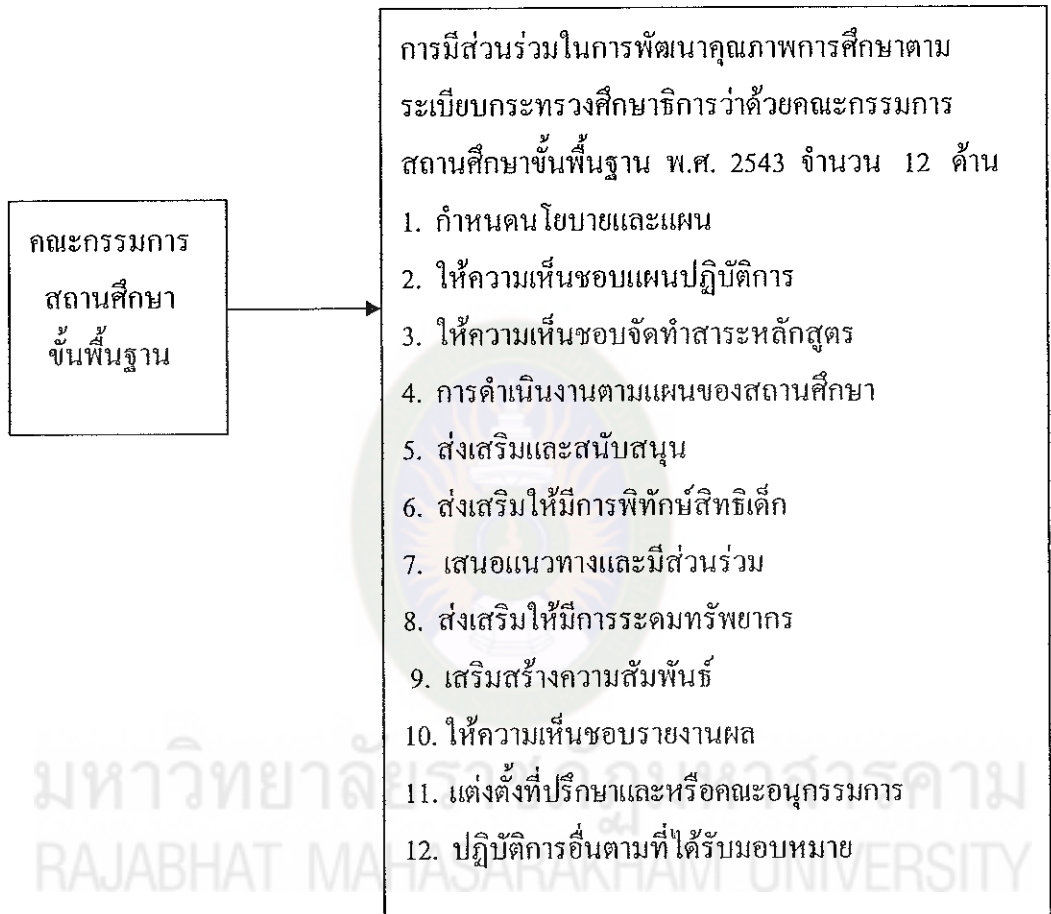 คณะกรรมการ
สถานศึกษา
ขั้นพื้นฐาน
การมีส่วนร่วมในการพัฒนาคุณภาพการศึกษาตาม
ระเบียบกระทรวงศึกษาธิการว่าด้วยคณะกรรมการ
สถานศึกษาขั้นพื้นฐาน พ.ศ. 2543 จำนวน 12 ด้าน
1. กำหนดนโยบายและแผน
2. ให้ความเห็นชอบแผนปฏิบัติการ
3. ให้ความเห็นชอบจัดทำสาระหลักสูตร
4. การดำเนินงานตามแผนของสถานศึกษา
5. ส่งเสริมและสนับสนุน
6. ส่งเสริมให้มีการพิทักษ์สิทธิเด็ก
7. เสนอแนวทางและมีส่วนร่วม
8. ส่งเสริมให้มีการระดมทรัพยากร
9. เสริมสร้างความสัมพันธ์
10. ให้ความเห็นชอบรายงานผล
11. แต่งตั้งที่ปรึกษาและหรือคณะอนุกรรมการ
12. ปฏิบัติการอื่นตามที่ได้รับมอบหมาย
มหาวิทยาลัยราชภัฏมหาสารคาม
RAJABHAT MAHASARAKHAM UNIVERSITY